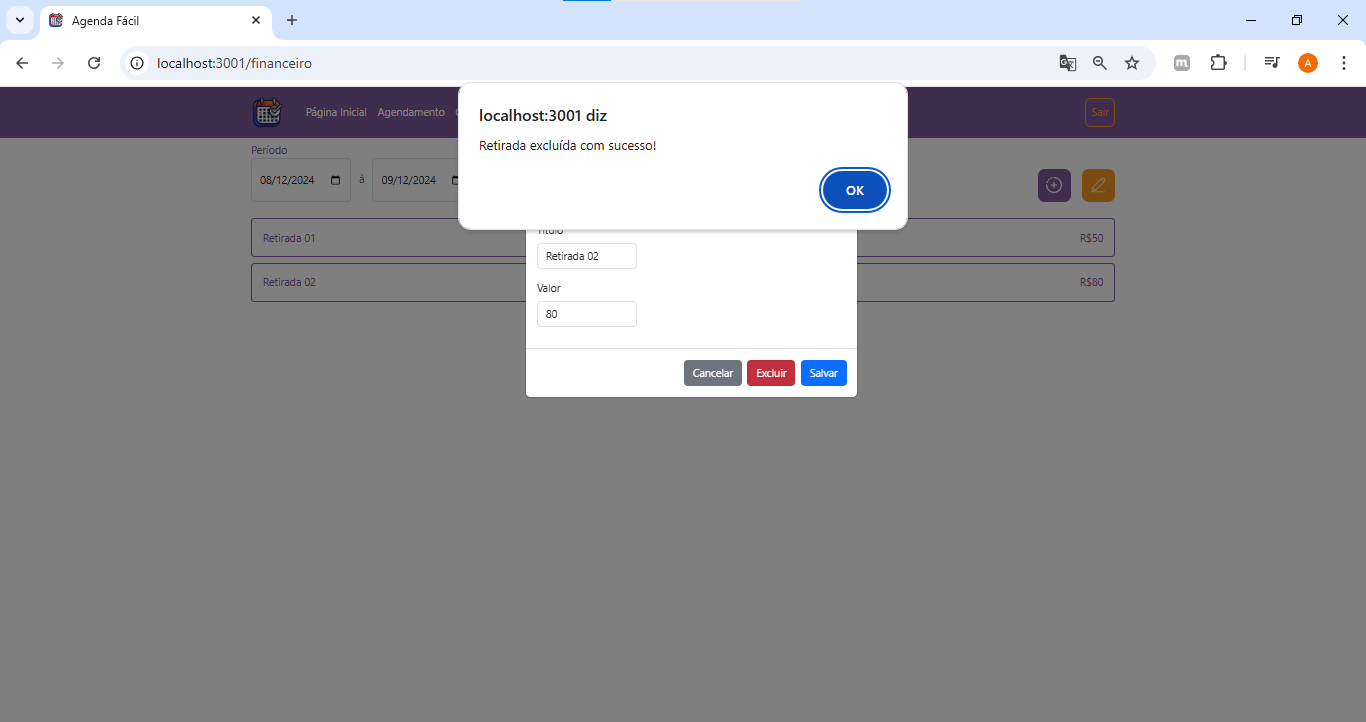 Agenda Fácil
localhost:3001/financeiro
A
Página Inicial Agendamento
Sair
localhost:3001 diz
Retirada excluída com sucesso!
OK
Período
08/12/2024 à 09/12/2024
Retirada 01 R$50
Retirada 02 R$80
Título
Retirada 02
Valor
80
Cancelar Excluir Salvar